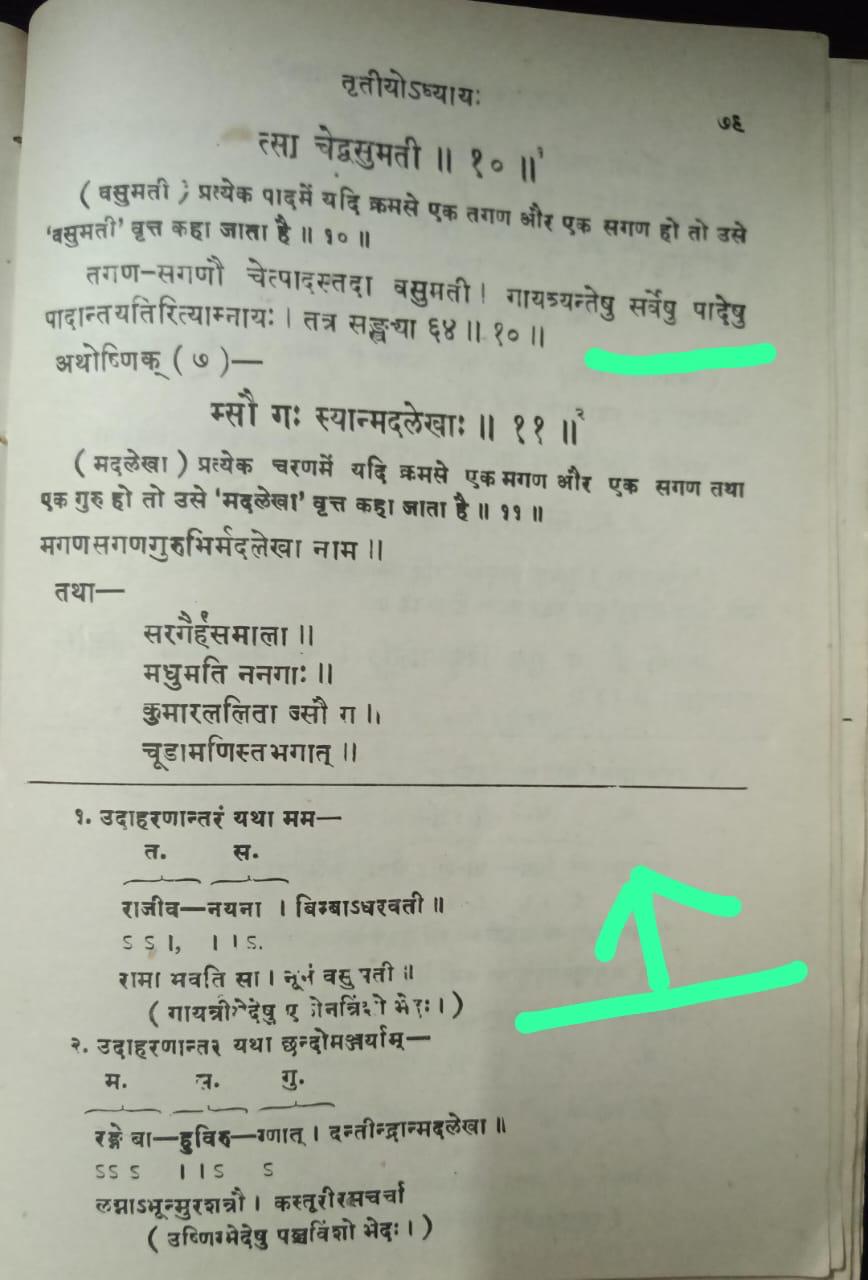 तृतीयोऽध्यायः
७९
त्सा चेद्वसुमती ॥ १० ॥१
( वसुमती ) प्रत्येक पादमें यदि क्रमसे एक तगण और एक सगण हो तो उसे
‘वसुमती’ वृत्त कहा जाता है ॥ १० ॥
तगण-सगणौ चेत्पादस्तदा वसुमती । गायत्र्यन्तेषु सर्वेषु पादेषु
पादान्तयतिरित्याम्नायः । तत्र सङ्ख्या ६४ ॥ १० ॥
अथोष्णिक् ( ७ )—
म्सौ गः स्यान्मदलेखाः ॥ ११ ॥२
( मदलेखा ) प्रत्येक चरणमें यदि क्रमसे एक मगण और एक सगण तथा
एक गुरु हो तो उसे ‘मदलेखा’ वृत्त कहा जाता है ॥ ११ ॥
मगणसगणगुरुभिर्मदलेखा नाम ॥
तथा—
सरगैर्हंसमाला ॥
मधुमति ननगाः ॥
कुमारललिता ज्सौ ग ॥
चूडामणिस्तभगात् ॥
१. उदाहरणान्तरं यथा मम—
त. स.
राजीव—नयना । बिम्बाऽधरवती ॥
ऽ ऽ ।, । । ऽ.
रामा भवति सा । नूनं वसुमती ॥
( भेदः । )
२. उदाहरणान्तर यथा छन्दोमञ्जर्याम्—
म. स. गु.
रङ्गे बा—हुविरु—ग्णात् । दन्तीन्द्रान्मदलेखा ॥
ऽऽ ऽ । । ऽ ऽ
लग्नाऽभून्मुरशत्रौ । कस्तूरीरसचर्चा
( उष्णिग्भेदेषु पञ्चविंशो भेदः । )